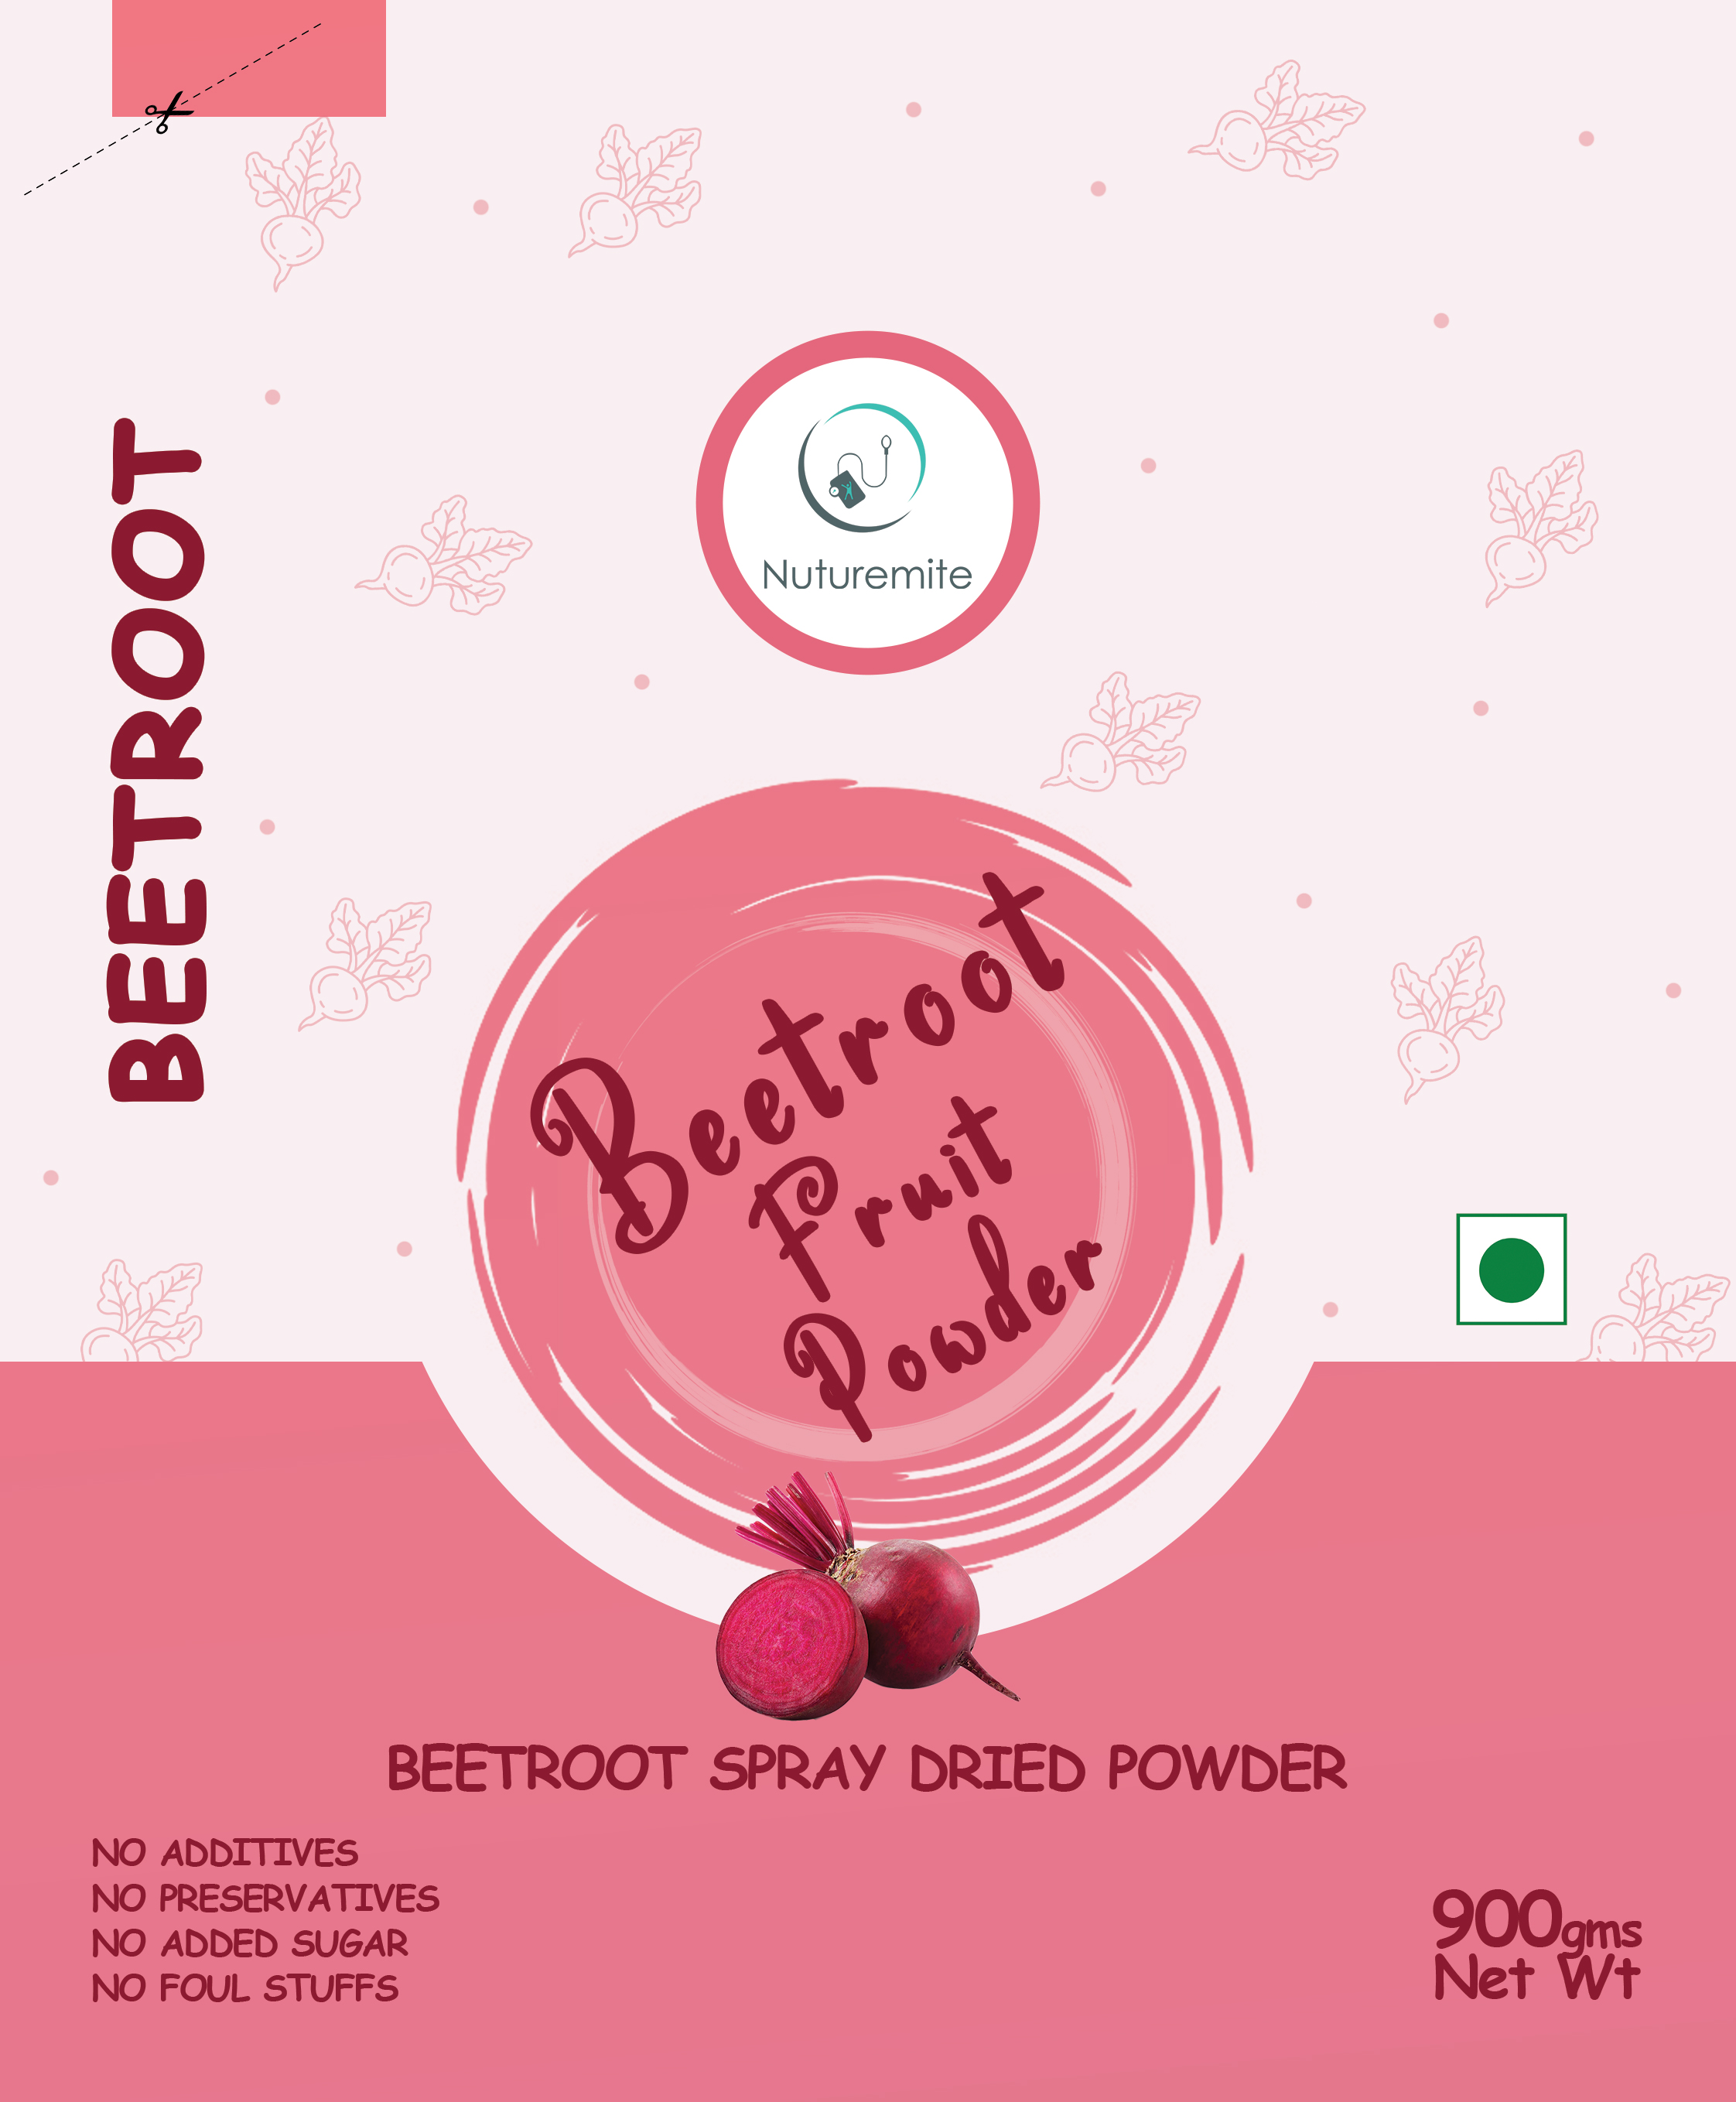 Nuturemite
BEETROOT
Beetroot
Fruit
Powder
BEETROOT SPRAY DRIED POWDER
NO ADDITIVES
NO PRESERVATIVES
NO ADDED SUGAR
NO FOUL STUFFS
900gms
Net Wt